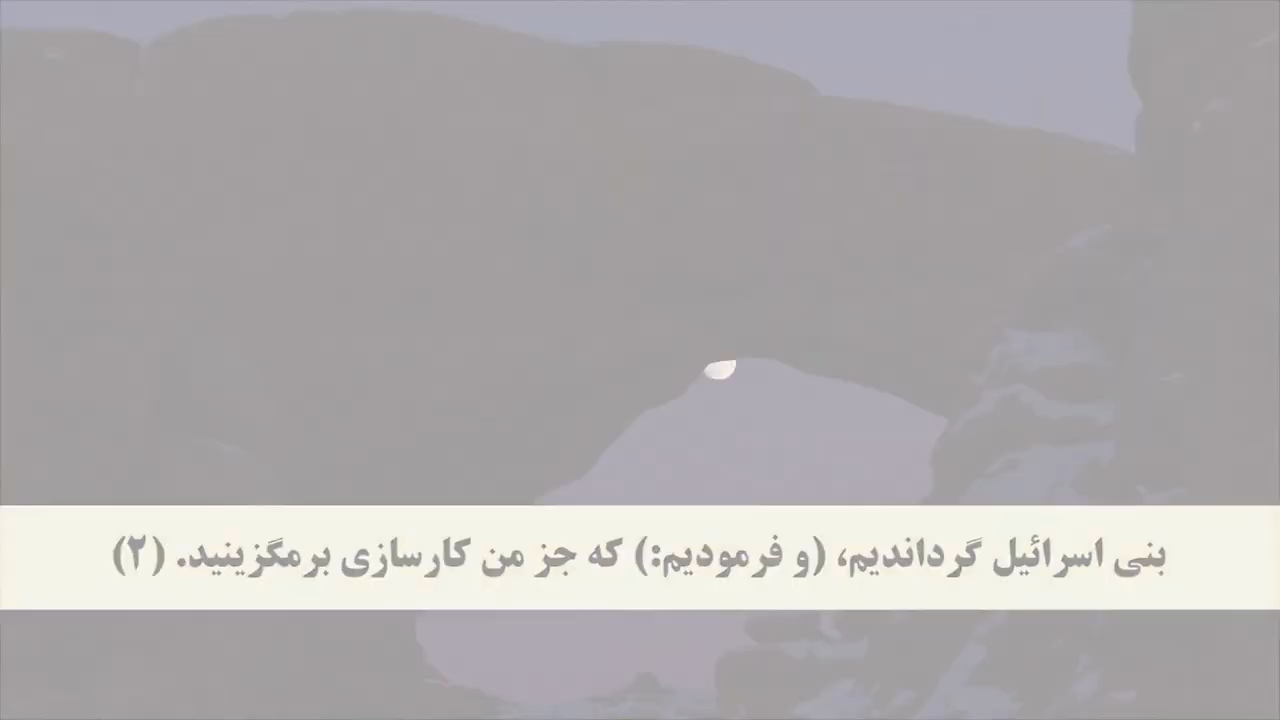 بنی اسرائیل گرداندیم، (و فرمودیم:) که جز من کارسازی برمگزینید. (۲)